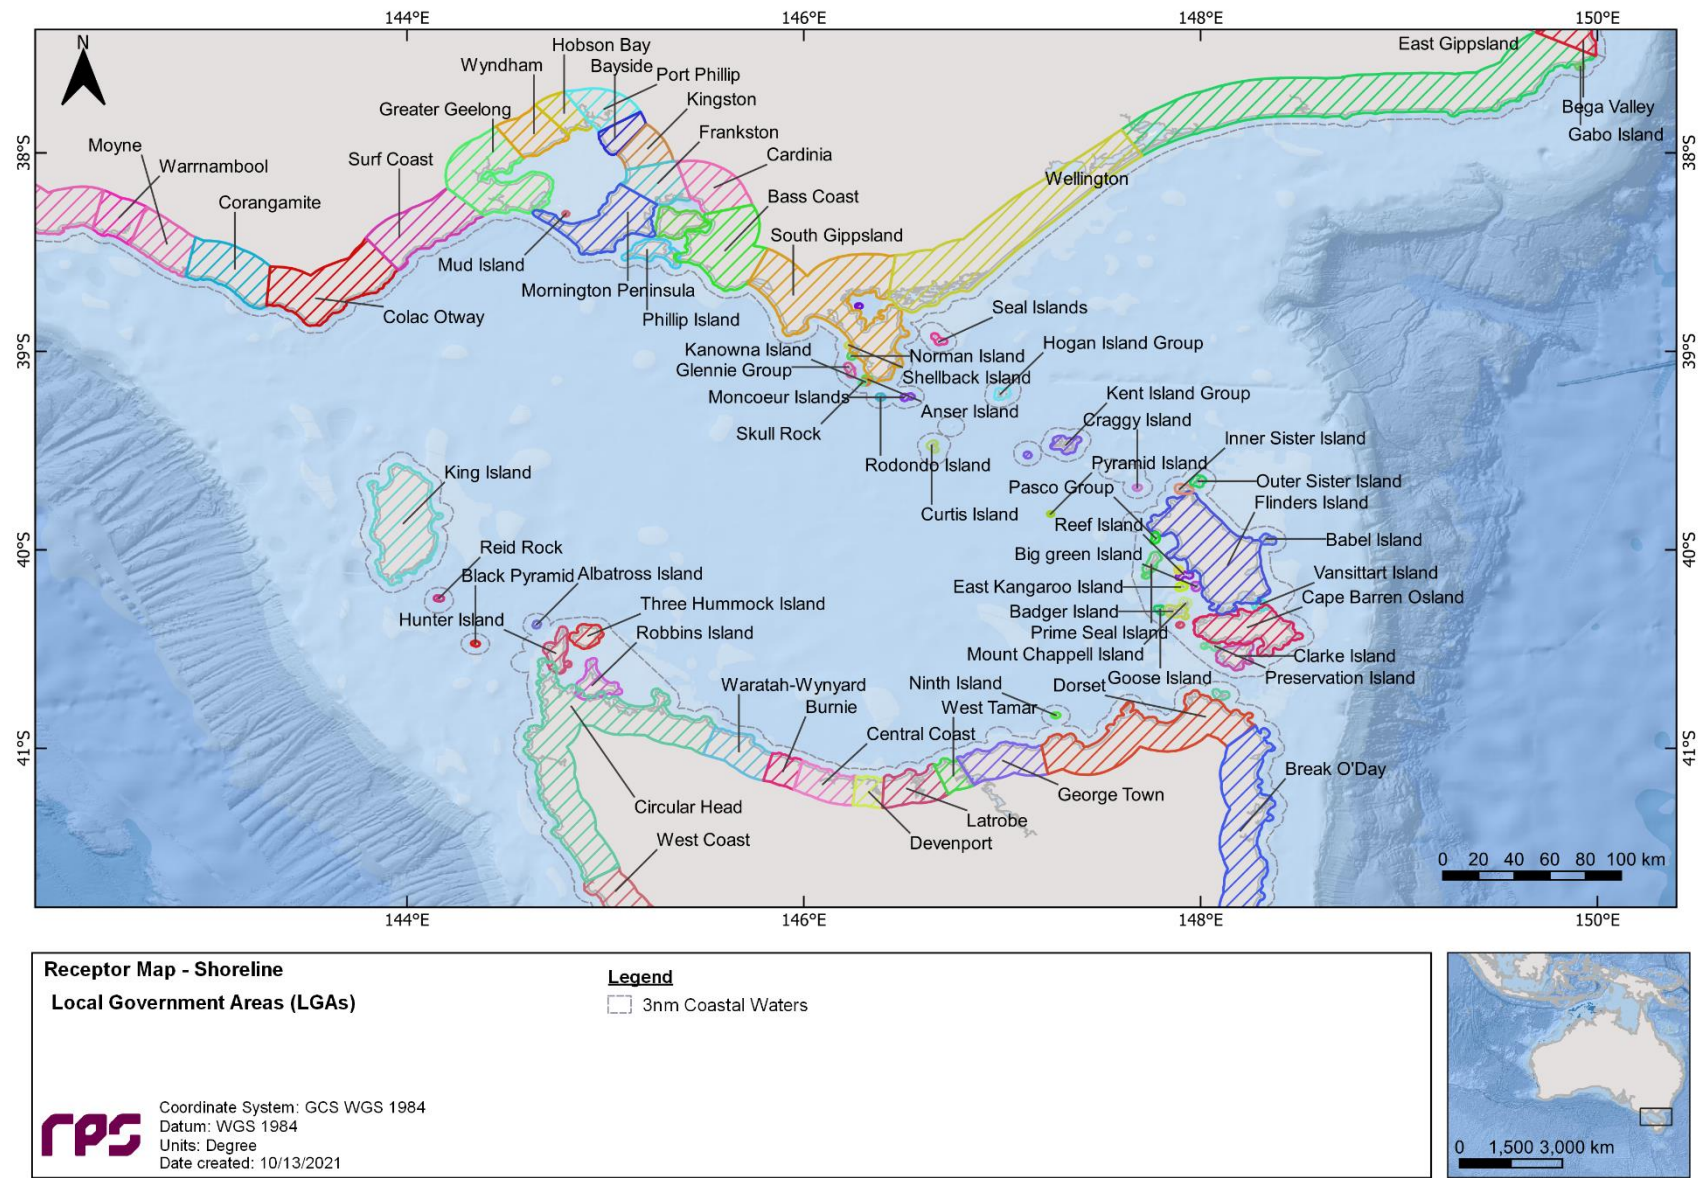 144°E
146°E
148°E
150°E
N
Hobson Bay
East Gippsland
Wyndham
Bayside
Port Phillip
Greater Geelong
Kingston
Bega Valley
Moyne
Frankston
Gabo Island
38°S
38°S
Warrnambool
Surf Coast
Cardinia
Wellington
Corangamite
Bass Coast
South Gippsland
Mud Island
Mornington Peninsula
Colac Otway
Phillip Island
Seal Islands
39°S
39°S
Kanowna Island
Norman Island
Hogan Island Group
Glennie Group
Shellback Island
Moncoeur Islands
Anser Island
Kent Island Group
Skull Rock
Craggy Island
Rodondo Island
Inner Sister Island
King Island
Pyramid Island
Outer Sister Island
Pasco Group
Flinders Island
Curtis Island
Reef Island
40°S
40°S
Reid Rock
Big green Island
Babel Island
Black Pyramid
Albatross Island
East Kangaroo Island
Vansittart Island
Three Hummock Island
Badger Island
Cape Barren Osland
Hunter Island
Robbins Island
Prime Seal Island
Mount Chappell Island
Clarke Island
Goose Island
Preservation Island
Waratah-Wynyard
Ninth Island
Dorset
Burnie
West Tamar
Central Coast
41°S
41°S
Break O'Day
Circular Head
George Town
Latrobe
West Coast
Devenport
0 20 40 60 80 100 km
144°E
146°E
148°E
150°E
Receptor Map - Shoreline
Local Government Areas (LGAs)
Legend
3nm Coastal Waters
rps
Coordinate System: GCS WGS 1984
Datum: WGS 1984
Units: Degree
Date created: 10/13/2021
0 1,500 3,000 km